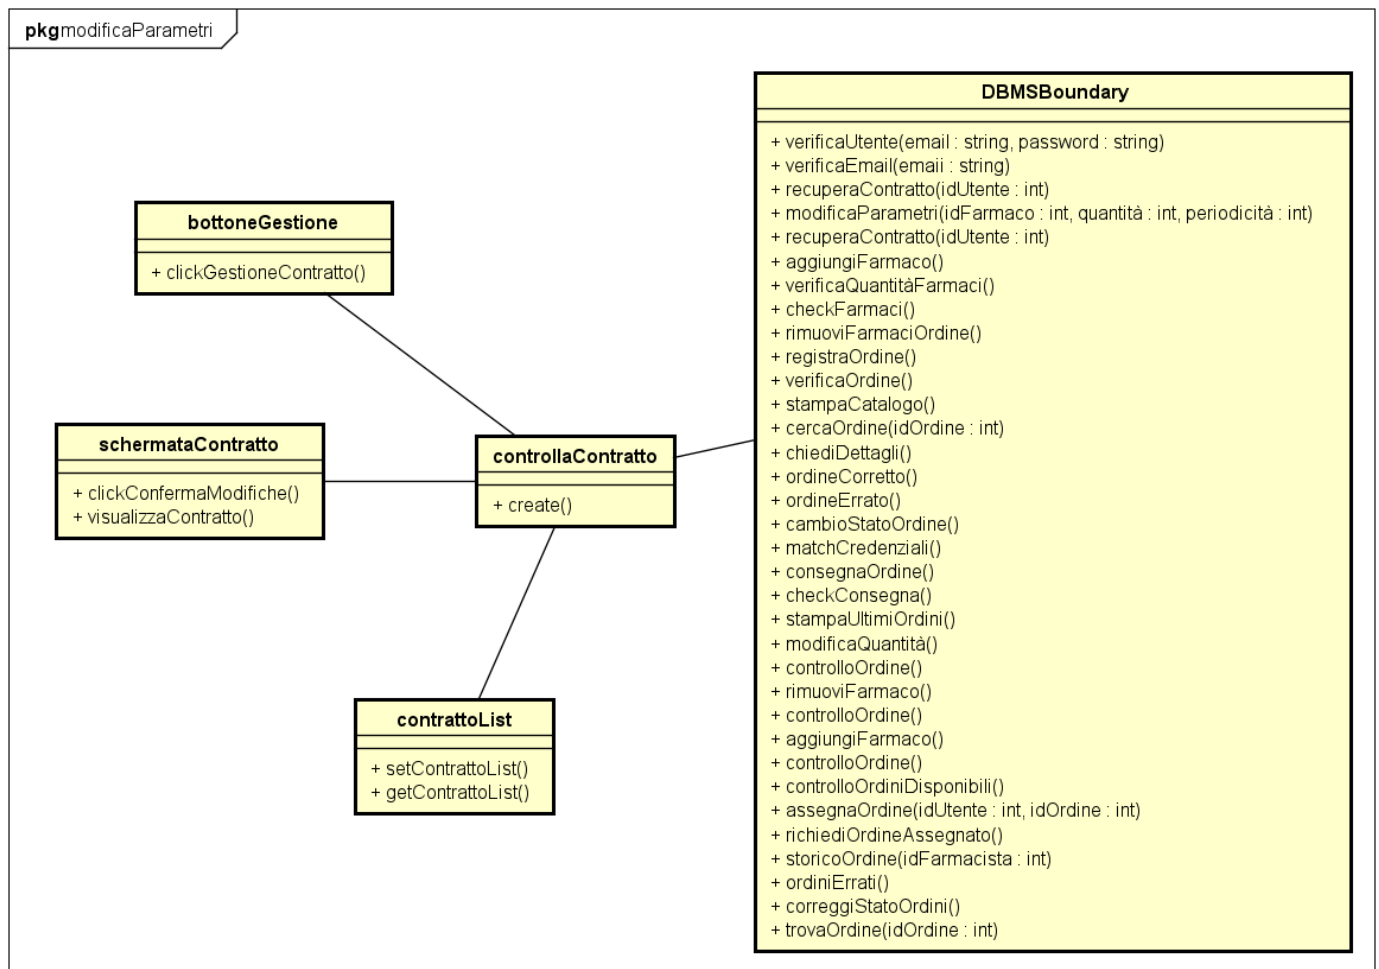 pkg modificaParametri
DBMSBoundary
+ verificaUtente(email : string, password : string)
+ verificaEmail(emaii : string)
+ recuperaContratto(idUtente : int)
+ modificaParametri(idFarmaco : int, quantità : int, periodicità : int)
+ recuperaContratto(idUtente : int)
+ aggiungiFarmaco()
+ verificaQuantitàFarmaci()
+ checkFarmaci()
+ rimuoviFarmaciOrdine()
+ registraOrdine()
+ verificaOrdine()
+ stampaCatalogo()
+ cercaOrdine(idOrdine : int)
+ chiediDettagli()
+ ordineCorretto()
+ ordineErrato()
+ cambioStatoOrdine()
+ matchCredenziali()
+ consegnaOrdine()
+ checkConsegna()
+ stampaUltimiOrdini()
+ modificaQuantità()
+ controlloOrdine()
+ rimuoviFarmaco()
+ controlloOrdine()
+ aggiungiFarmaco()
+ controlloOrdine()
+ controlloOrdiniDisponibili()
+ assegnaOrdine(idUtente : int, idOrdine : int)
+ richiediOrdineAssegnato()
+ storicoOrdine(idFarmacista : int)
+ ordiniErrati()
+ correggiStatoOrdini()
+ trovaOrdine(idOrdine : int)
bottoneGestione
+ clickGestioneContratto()
schermataContratto
+ clickConfermaModifiche()
+ visualizzaContratto()
controllaContratto
+ create()
contrattoList
+ setContrattoList()
+ getContrattoList()